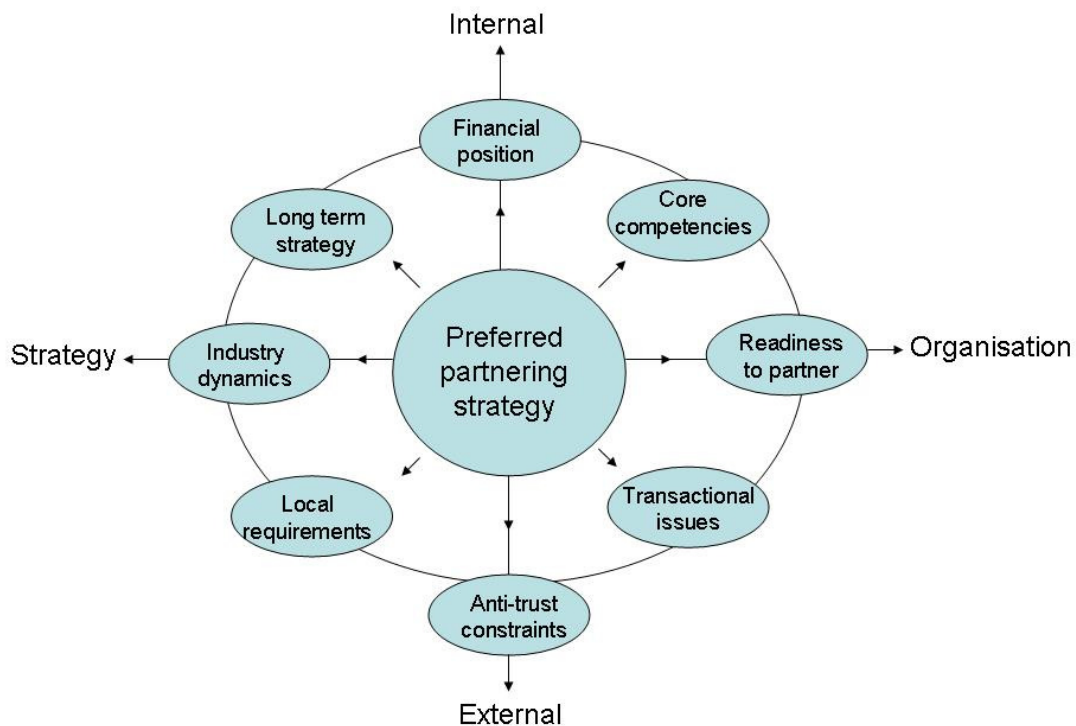 Internal
Financial
position
Long term
strategy
Core
competencies
Strategy
Industry
dynamics
Preferred
partnering
strategy
Readiness
to partner
Organisation
Local
requirements
Transactional
issues
Anti-trust
constraints
External